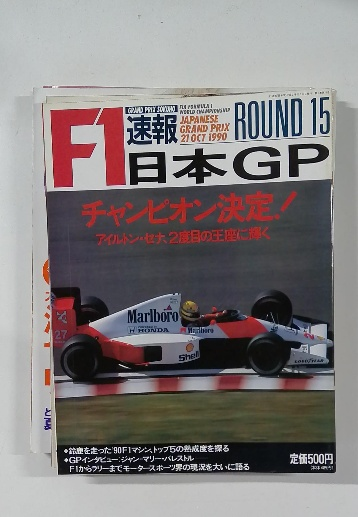 GRAND PRIX SOKUHO
FIA FORMULA 1
WORLD CHAMPIONSHIP
JAPANESE
GRAND PRIX
21 OCT 1990
ROUND 15
F1
速報
日本GP
チャンピオン決定!
アイルトン・セナ、2度目の王座に輝く
27
Marlboro
HONDA
Marlboro
Shell
GOODYEAR
●鈴鹿を走った'90F1マシン、トップ5の熟成度を探る
●GPインタビュー:ジャン・マリー・バレストル
F1からラリーまでモータースポーツ界の現況を大いに語る
定価500円